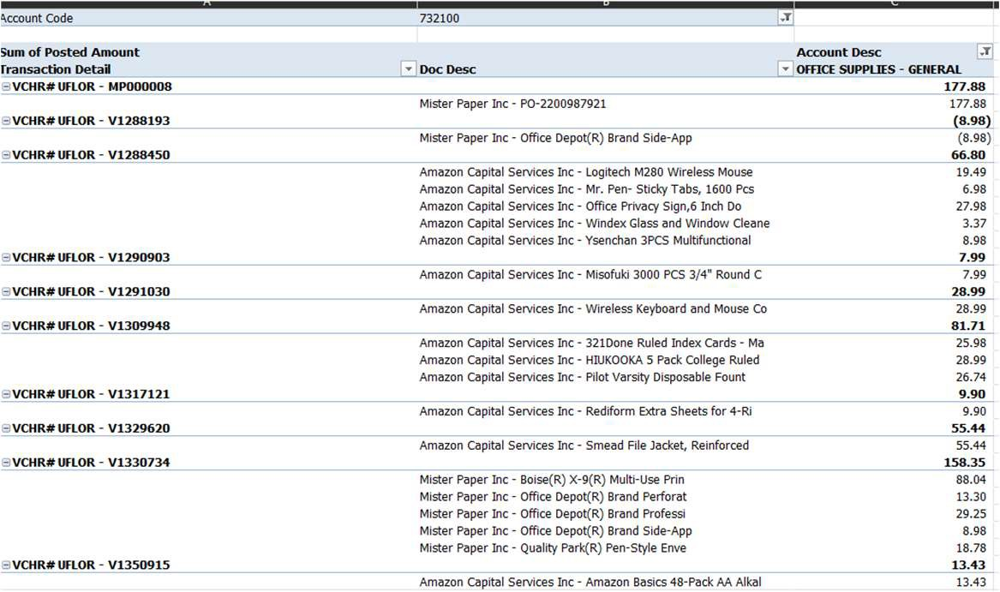 A B C
Account Code 732100
Sum of Posted Amount Account Desc
Transaction Detail Doc Desc OFFICE SUPPLIES - GENERAL
VCHR# UFLOR - MP000008 177.88
Mister Paper Inc - PO-2200987921 177.88
VCHR# UFLOR - V1288193 (8.98)
Mister Paper Inc - Office Depot(R) Brand Side-App (8.98)
VCHR# UFLOR - V1288450 66.80
Amazon Capital Services Inc - Logitech M280 Wireless Mouse 19.49
Amazon Capital Services Inc - Mr. Pen- Sticky Tabs, 1600 Pcs 6.98
Amazon Capital Services Inc - Office Privacy Sign,6 Inch Do 27.98
Amazon Capital Services Inc - Windex Glass and Window Cleane 3.37
Amazon Capital Services Inc - Ysenchan 3PCS Multifunctional 8.98
VCHR# UFLOR - V1290903 7.99
Amazon Capital Services Inc - Misofuki 3000 PCS 3/4" Round C 7.99
VCHR# UFLOR - V1291030 28.99
Amazon Capital Services Inc - Wireless Keyboard and Mouse Co 28.99
VCHR# UFLOR - V1309948 81.71
Amazon Capital Services Inc - 321Done Ruled Index Cards - Ma 25.98
Amazon Capital Services Inc - HIUKOOKA 5 Pack College Ruled 28.99
Amazon Capital Services Inc - Pilot Varsity Disposable Fount 26.74
VCHR# UFLOR - V1317121 9.90
Amazon Capital Services Inc - Rediform Extra Sheets for 4-Ri 9.90
VCHR# UFLOR - V1329620 55.44
Amazon Capital Services Inc - Smead File Jacket, Reinforced 55.44
VCHR# UFLOR - V1330734 158.35
Mister Paper Inc - Boise(R) X-9(R) Multi-Use Prin 88.04
Mister Paper Inc - Office Depot(R) Brand Perforat 13.30
Mister Paper Inc - Office Depot(R) Brand Professi 29.25
Mister Paper Inc - Office Depot(R) Brand Side-App 8.98
Mister Paper Inc - Quality Park(R) Pen-Style Enve 18.78
VCHR# UFLOR - V1350915 13.43
Amazon Capital Services Inc - Amazon Basics 48-Pack AA Alkal 13.43